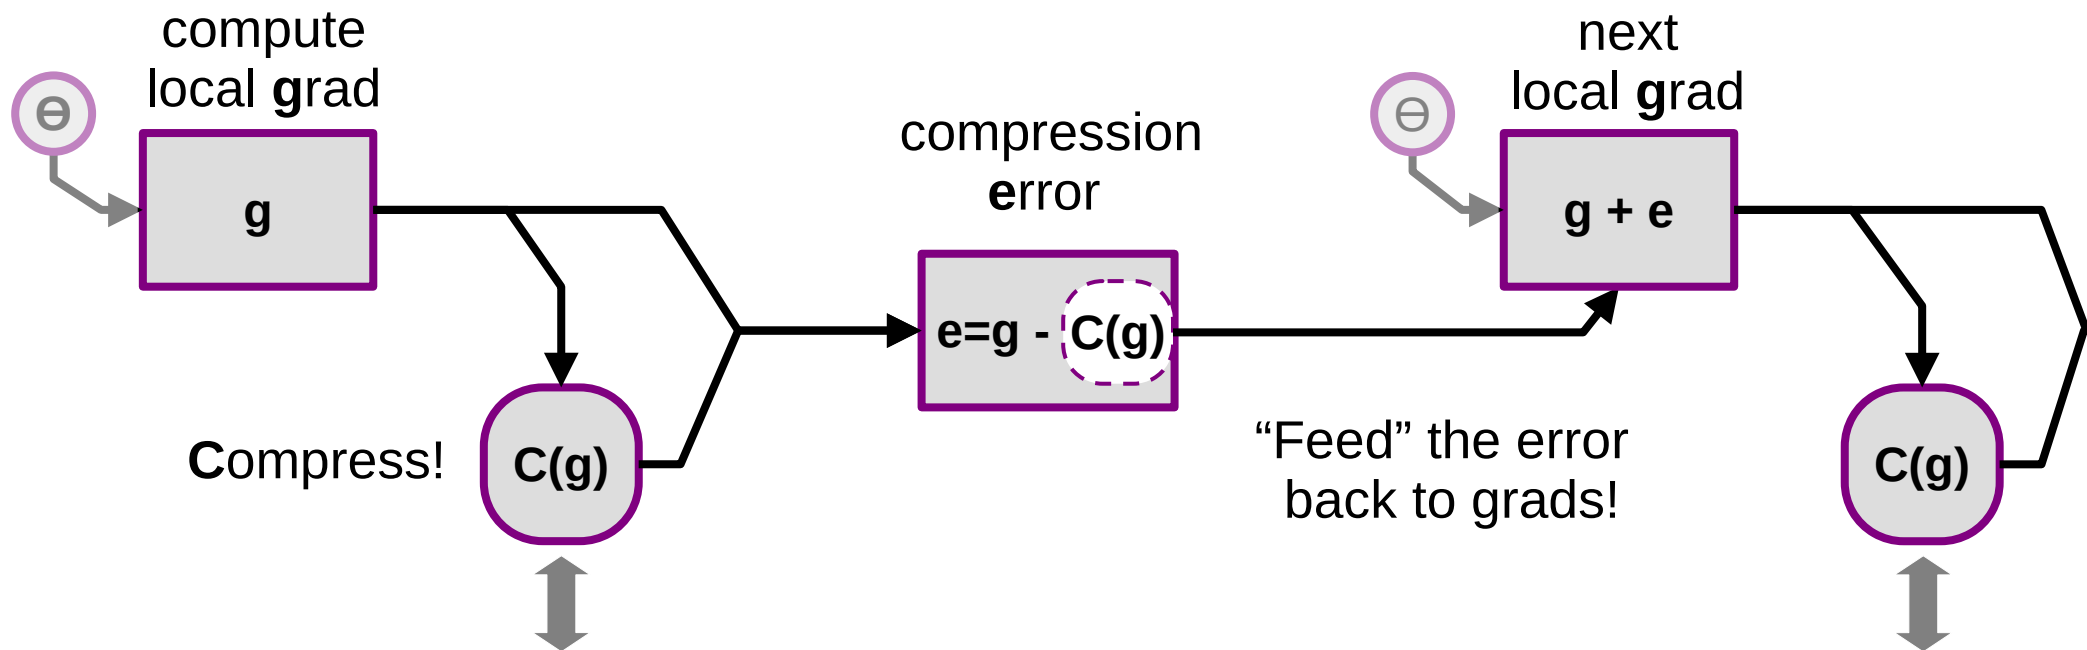 compute
local grad
ϴ
g
Compress!
C(g)
compression
error
e=g - C(g)
“Feed” the error
back to grads!
next
local grad
ϴ
g + e
C(g)